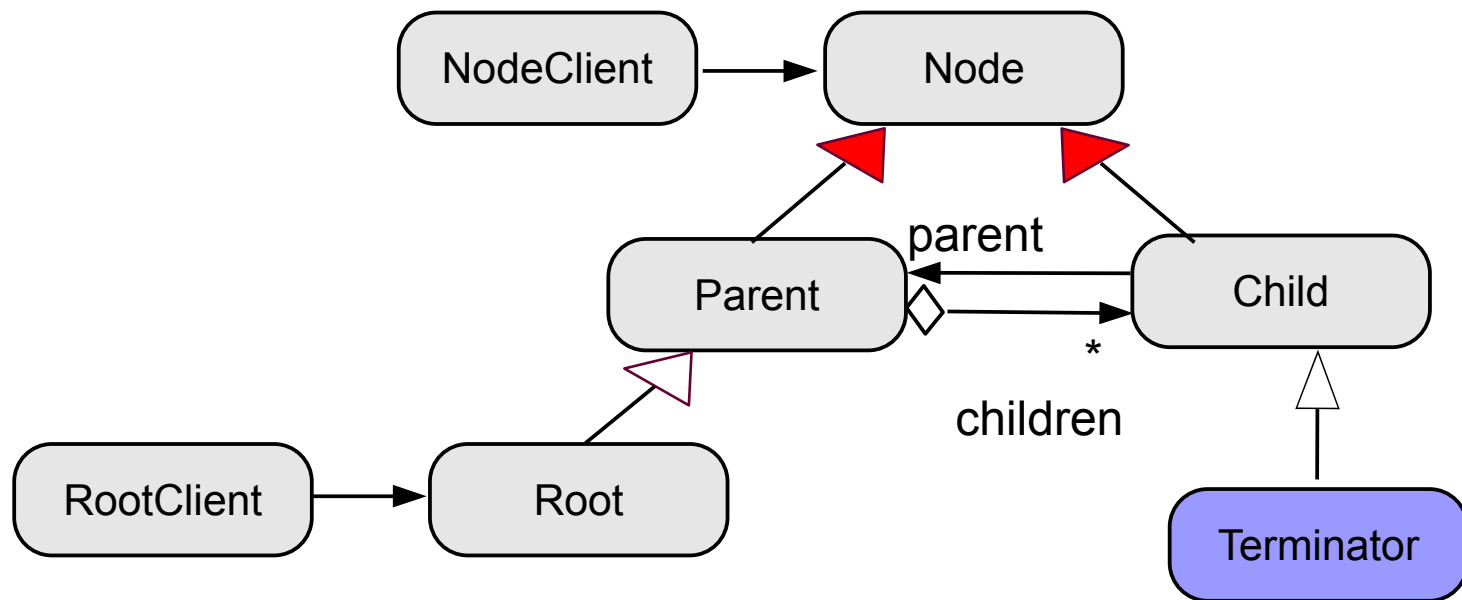 NodeClient
Node
parent
Parent
Child
*
children
RootClient
Root
Terminator